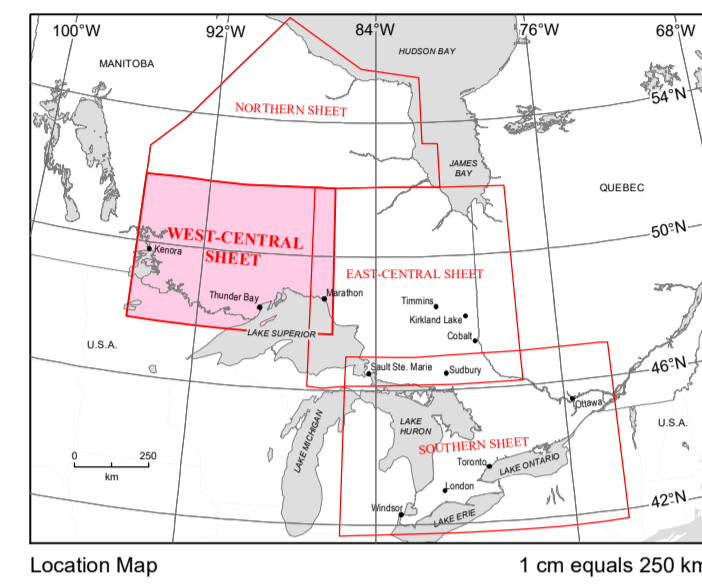 100°W
92°W
84°W
76°W
68°W
HUDSON BAY
MANITOBA
54°N
NORTHERN SHEET
JAMES
BAY
QUEBEC
50°N
WEST-CENTRAL
SHEET
Kenora
EAST-CENTRAL SHEET
Thunder Bay
Marathon
Timmins
Kirkland Lake
LAKE SUPERIOR
Cobalt
U.S.A.
46°N
Sault Ste. Marie
Sudbury
Ottawa
LAKE MICHIGAN
LAKE
HURON
U.S.A.
SOUTHERN SHEET
0 250
km
Toronto
LAKE ONTARIO
London
42°N
Windsor
LAKE ERIE
Location Map
1 cm equals 250 km